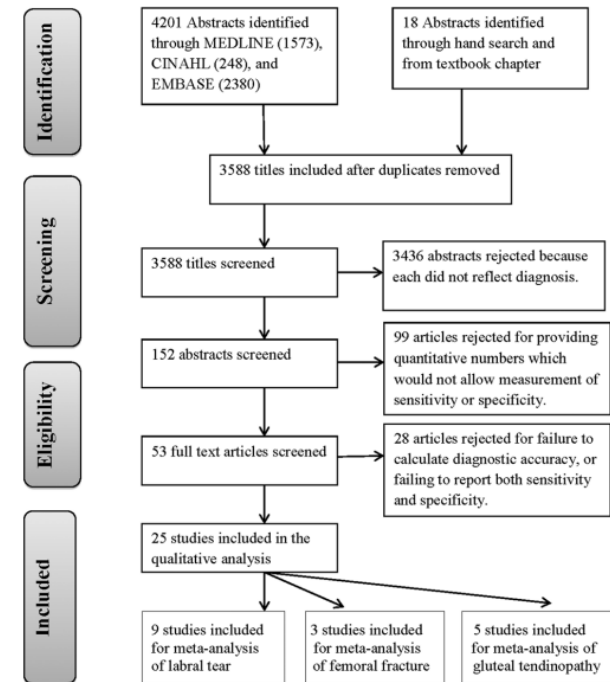 Identification
4201 Abstracts identified
through MEDLINE (1573),
CINAHL (248), and
EMBASE (2380)
18 Abstracts identified
through hand search and
from textbook chapter
3588 titles included after duplicates removed
Screening
3588 titles screened
3436 abstracts rejected because
each did not reflect diagnosis.
152 abstracts screened
99 articles rejected for providing
quantitative numbers which
would not allow measurement of
sensitivity or specificity.
Eligibility
53 full text articles screened
28 articles rejected for failure to
calculate diagnostic accuracy, or
failing to report both sensitivity
and specificity.
Included
25 studies included in the
qualitative analysis
9 studies included
for meta-analysis
of labral tear
3 studies included
for meta-analysis
of femoral fracture
5 studies included
for meta-analysis of
gluteal tendinopathy